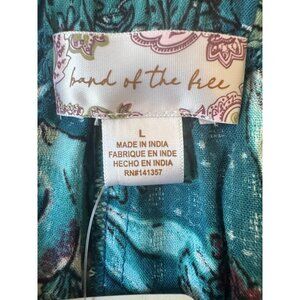 band of the free
L
MADE IN INDIA
FABRIQUE EN INDE
HECHO EN INDIA
RN#141357